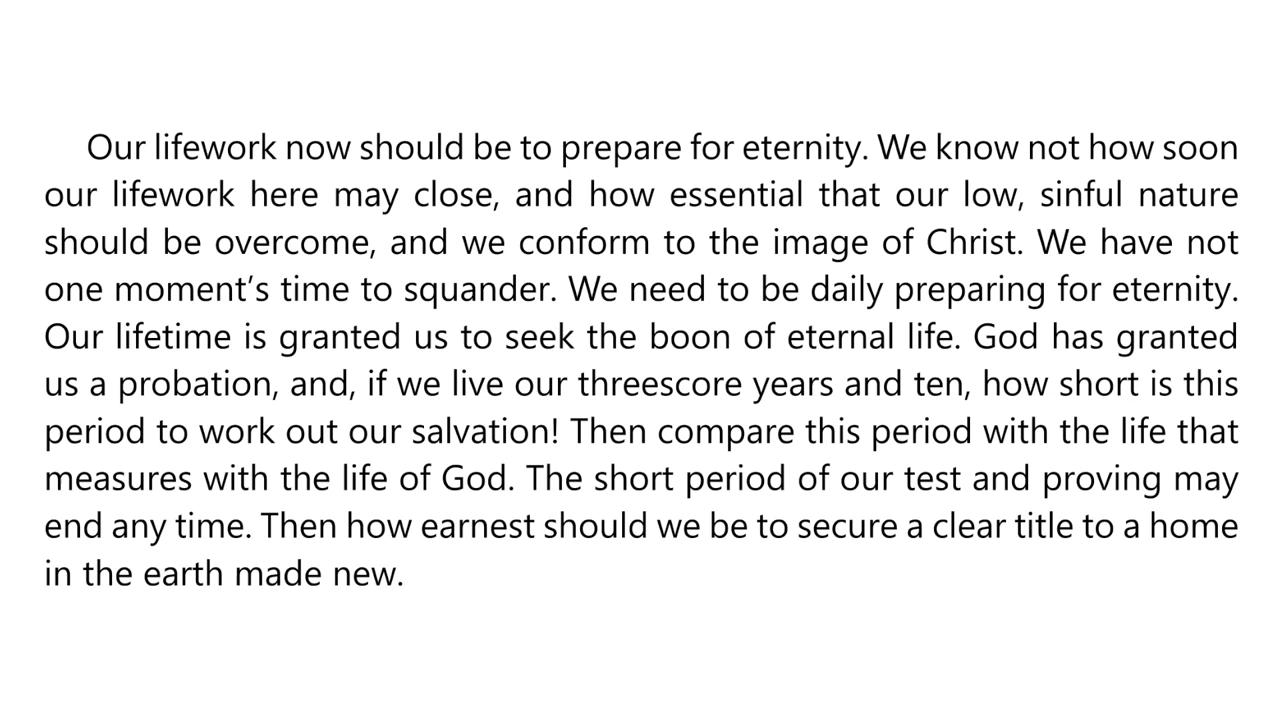 Our lifework now should be to prepare for eternity. We know not how soon
our lifework here may close, and how essential that our low, sinful nature
should be overcome, and we conform to the image of Christ. We have not
one moment’s time to squander. We need to be daily preparing for eternity.
Our lifetime is granted us to seek the boon of eternal life. God has granted
us a probation, and, if we live our threescore years and ten, how short is this
period to work out our salvation! Then compare this period with the life that
measures with the life of God. The short period of our test and proving may
end any time. Then how earnest should we be to secure a clear title to a home
in the earth made new.